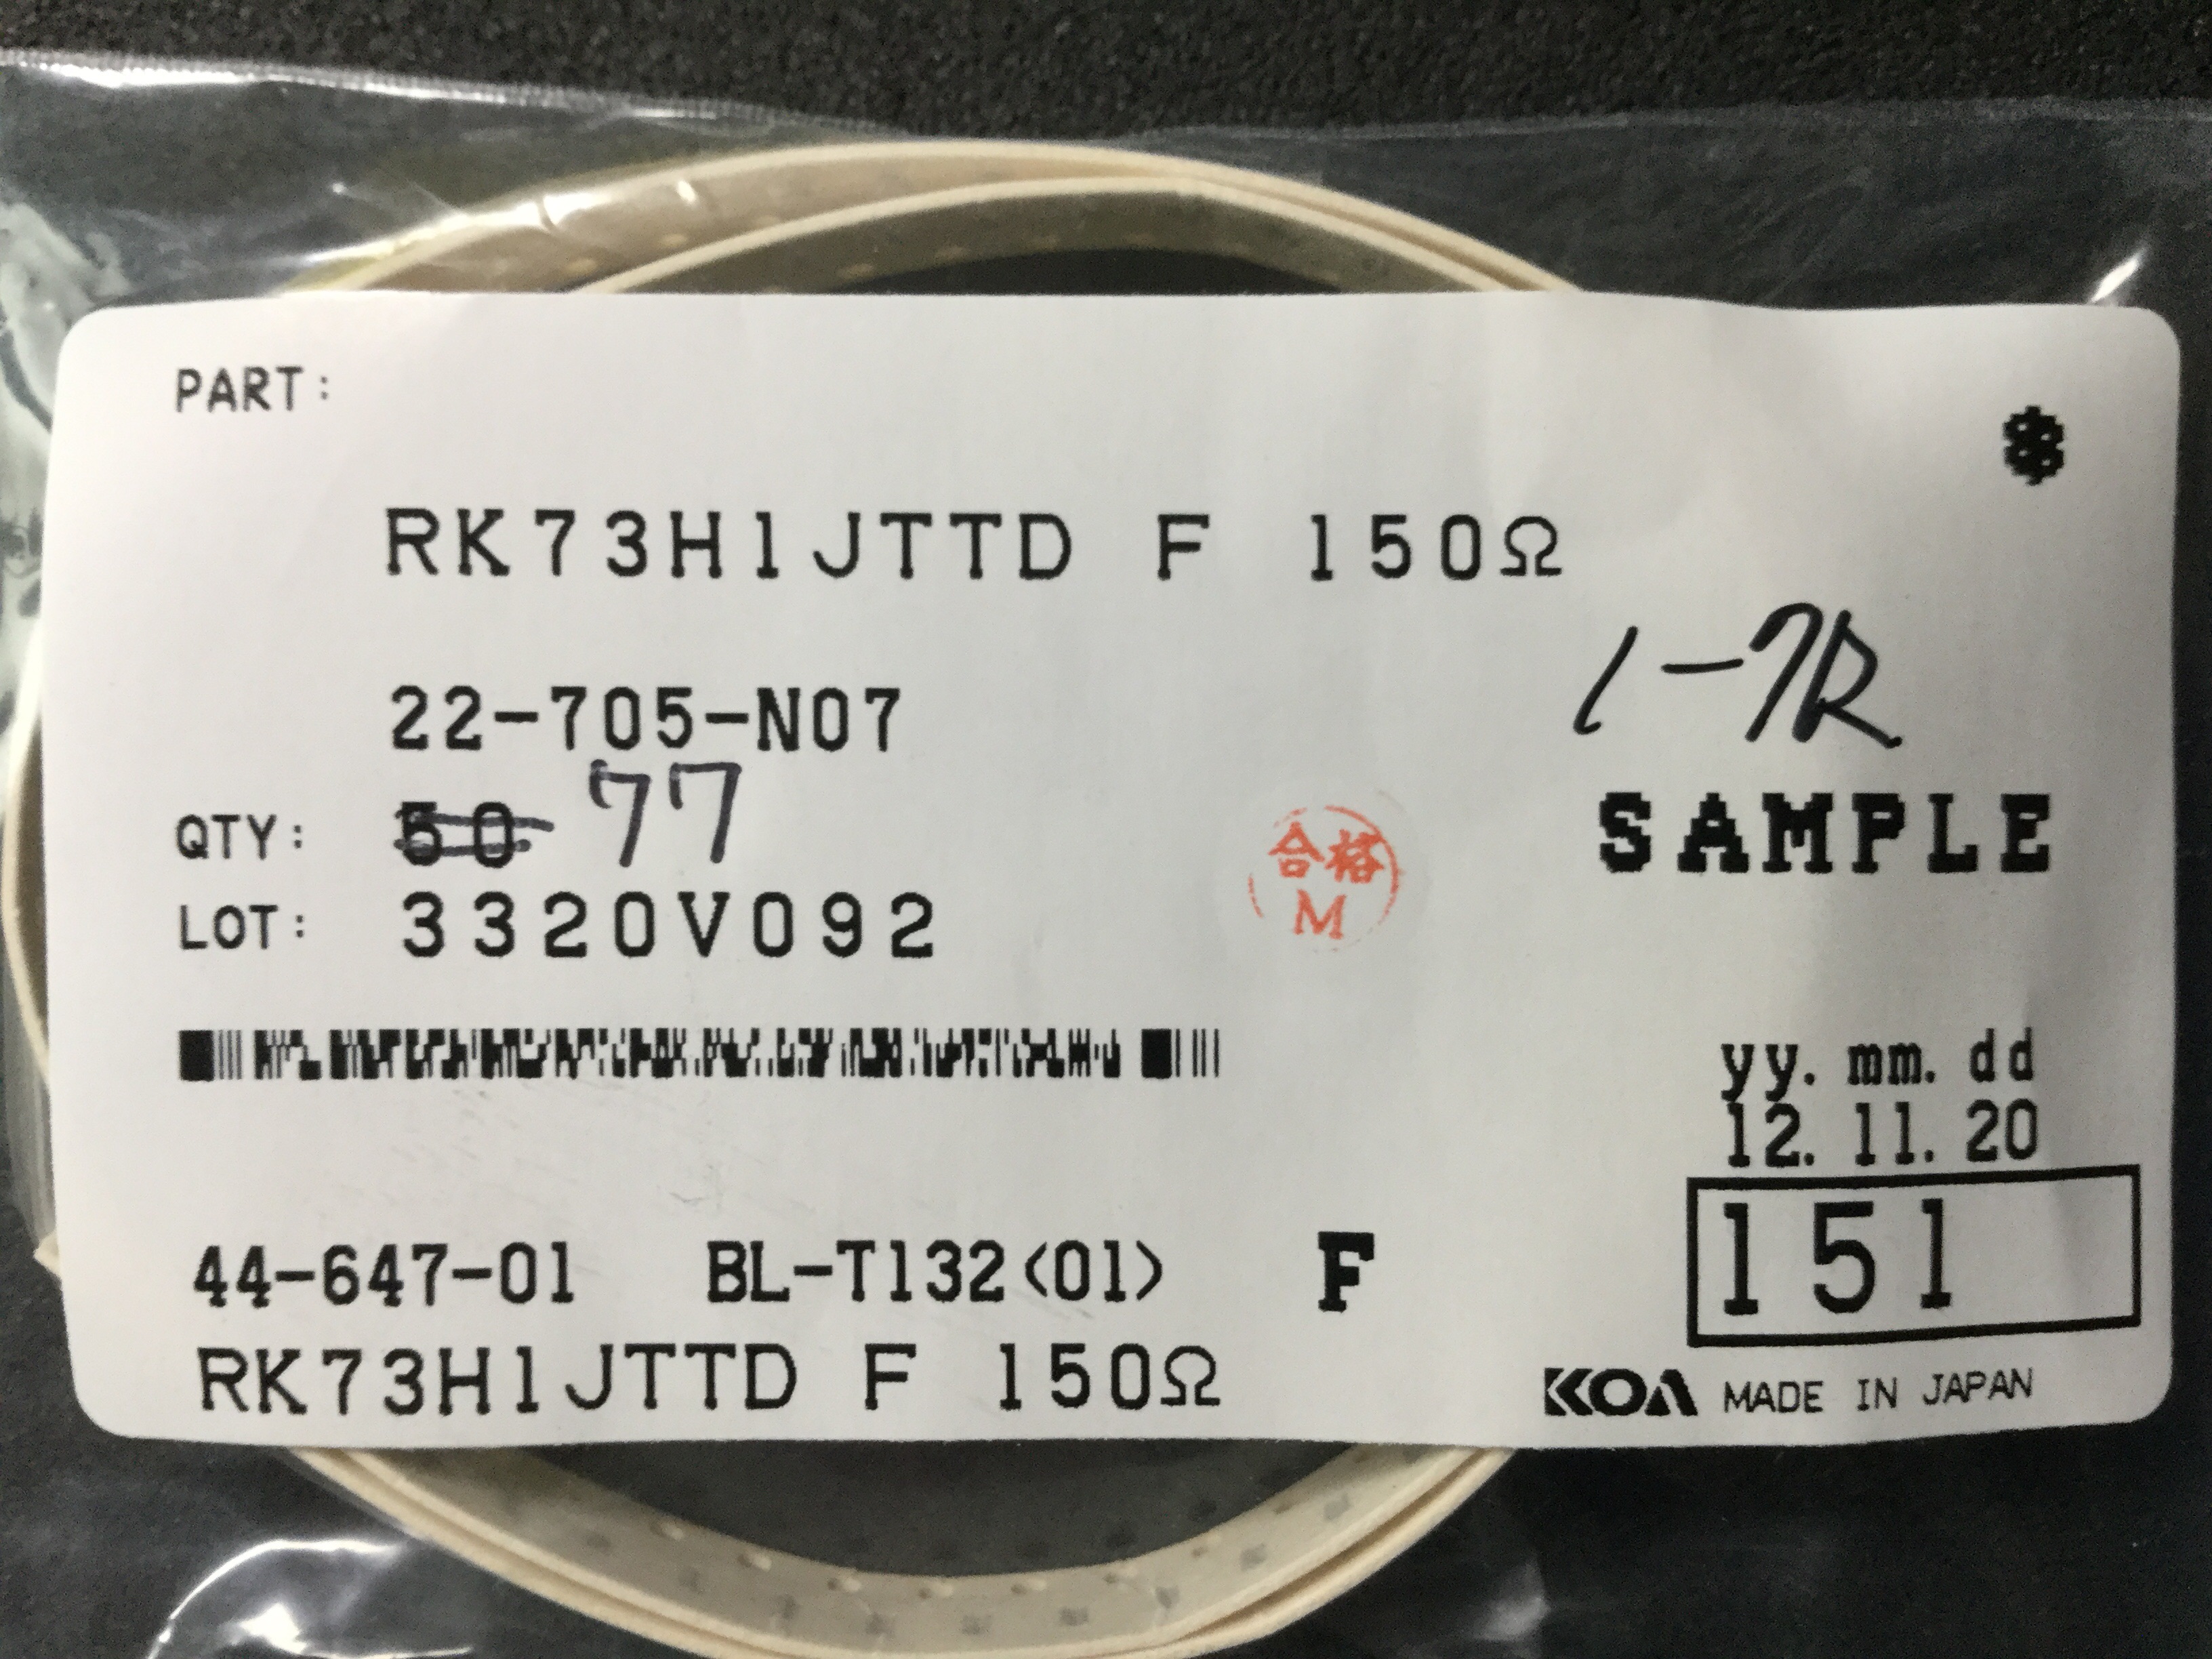 PART:
RK73H1JTTD F 150Ω
22-705-N07
QTY: 50 77
LOT: 3320V092
合格
M
SAMPLE
yy. mm. dd
12. 11. 20
151
44-647-01 BL-T132<01> F
RK73H1JTTD F 150Ω
KOA MADE IN JAPAN